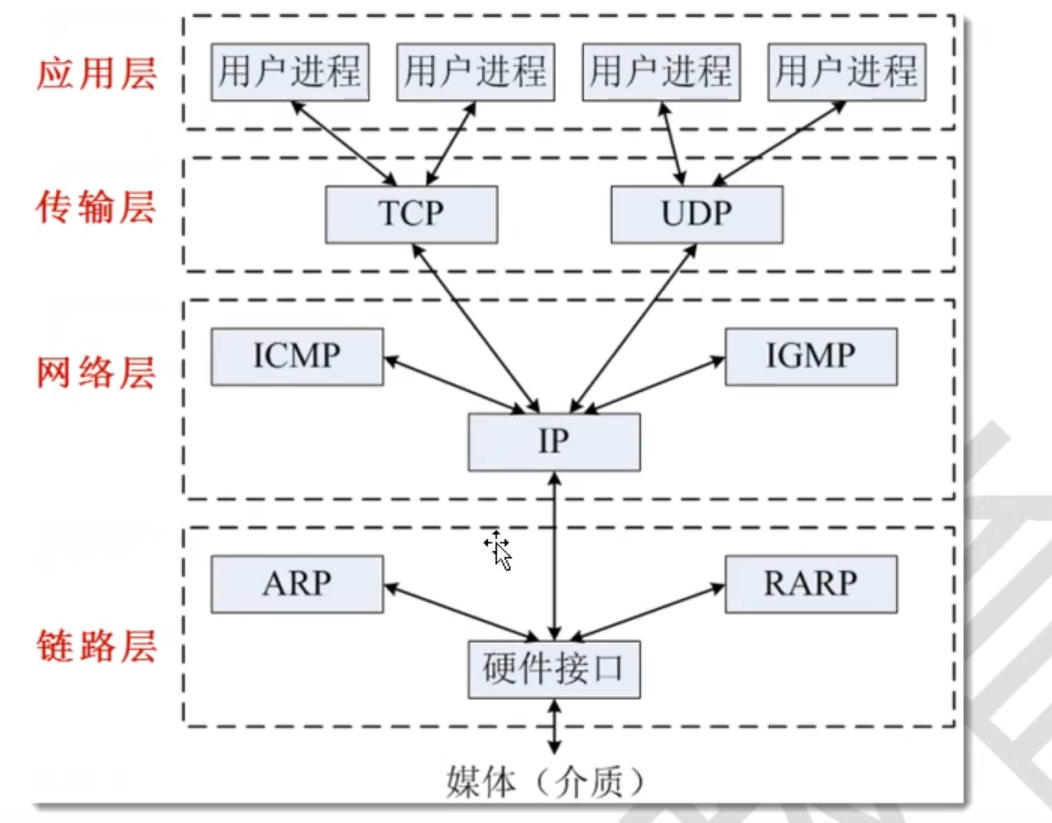 应用层
用户进程 用户进程 用户进程 用户进程
传输层
TCP UDP
网络层
ICMP IGMP
IP
链路层
ARP RARP
硬件接口
媒体（介质）